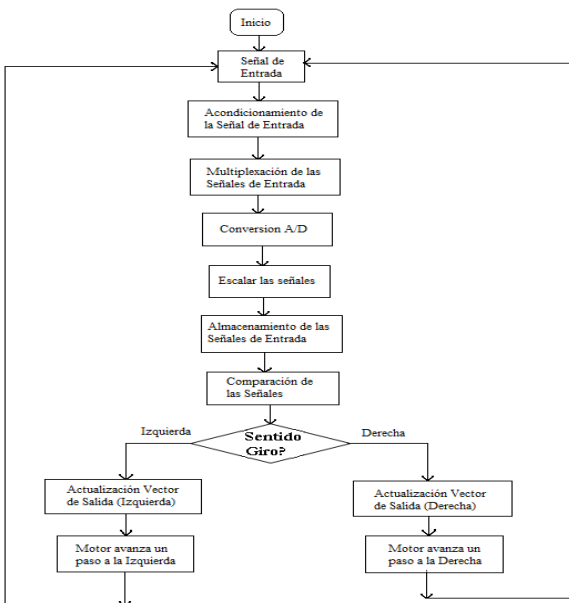 Inicio
Señal de
Entrada
Acondicionamiento de
la Señal de Entrada
Multiplexación de las
Señales de Entrada
Conversion A/D
Escalar las señales
Almacenamiento de las
Señales de Entrada
Comparación de
las Señales
Izquierda
Sentido
Giro?
Derecha
Actualización Vector
de Salida (Izquierda)
Actualización Vector
de Salida (Derecha)
Motor avanza un
paso a la Izquierda
Motor avanza un
paso a la Derecha